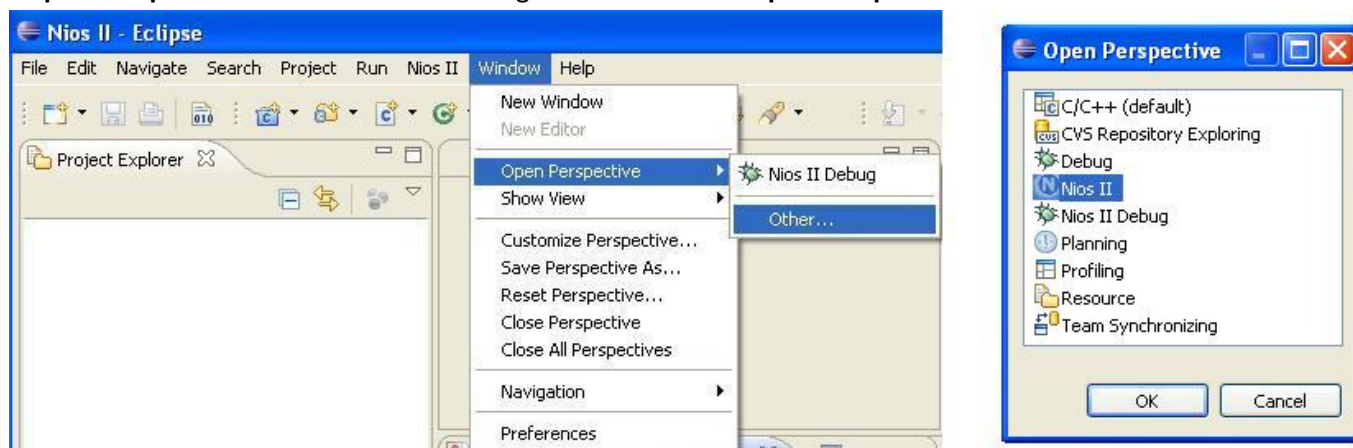 Nios II - Eclipse
File Edit Navigate Search Project Run Nios II Window Help
Project Explorer
New Window
New Editor
Open Perspective
Show View
Customize Perspective...
Save Perspective As...
Reset Perspective...
Close Perspective
Close All Perspectives
Navigation
Preferences
Nios II Debug
Other...
Open Perspective
C/C++ (default)
CVS Repository Exploring
Debug
Nios II
Nios II Debug
Planning
Profiling
Resource
Team Synchronizing
OK Cancel